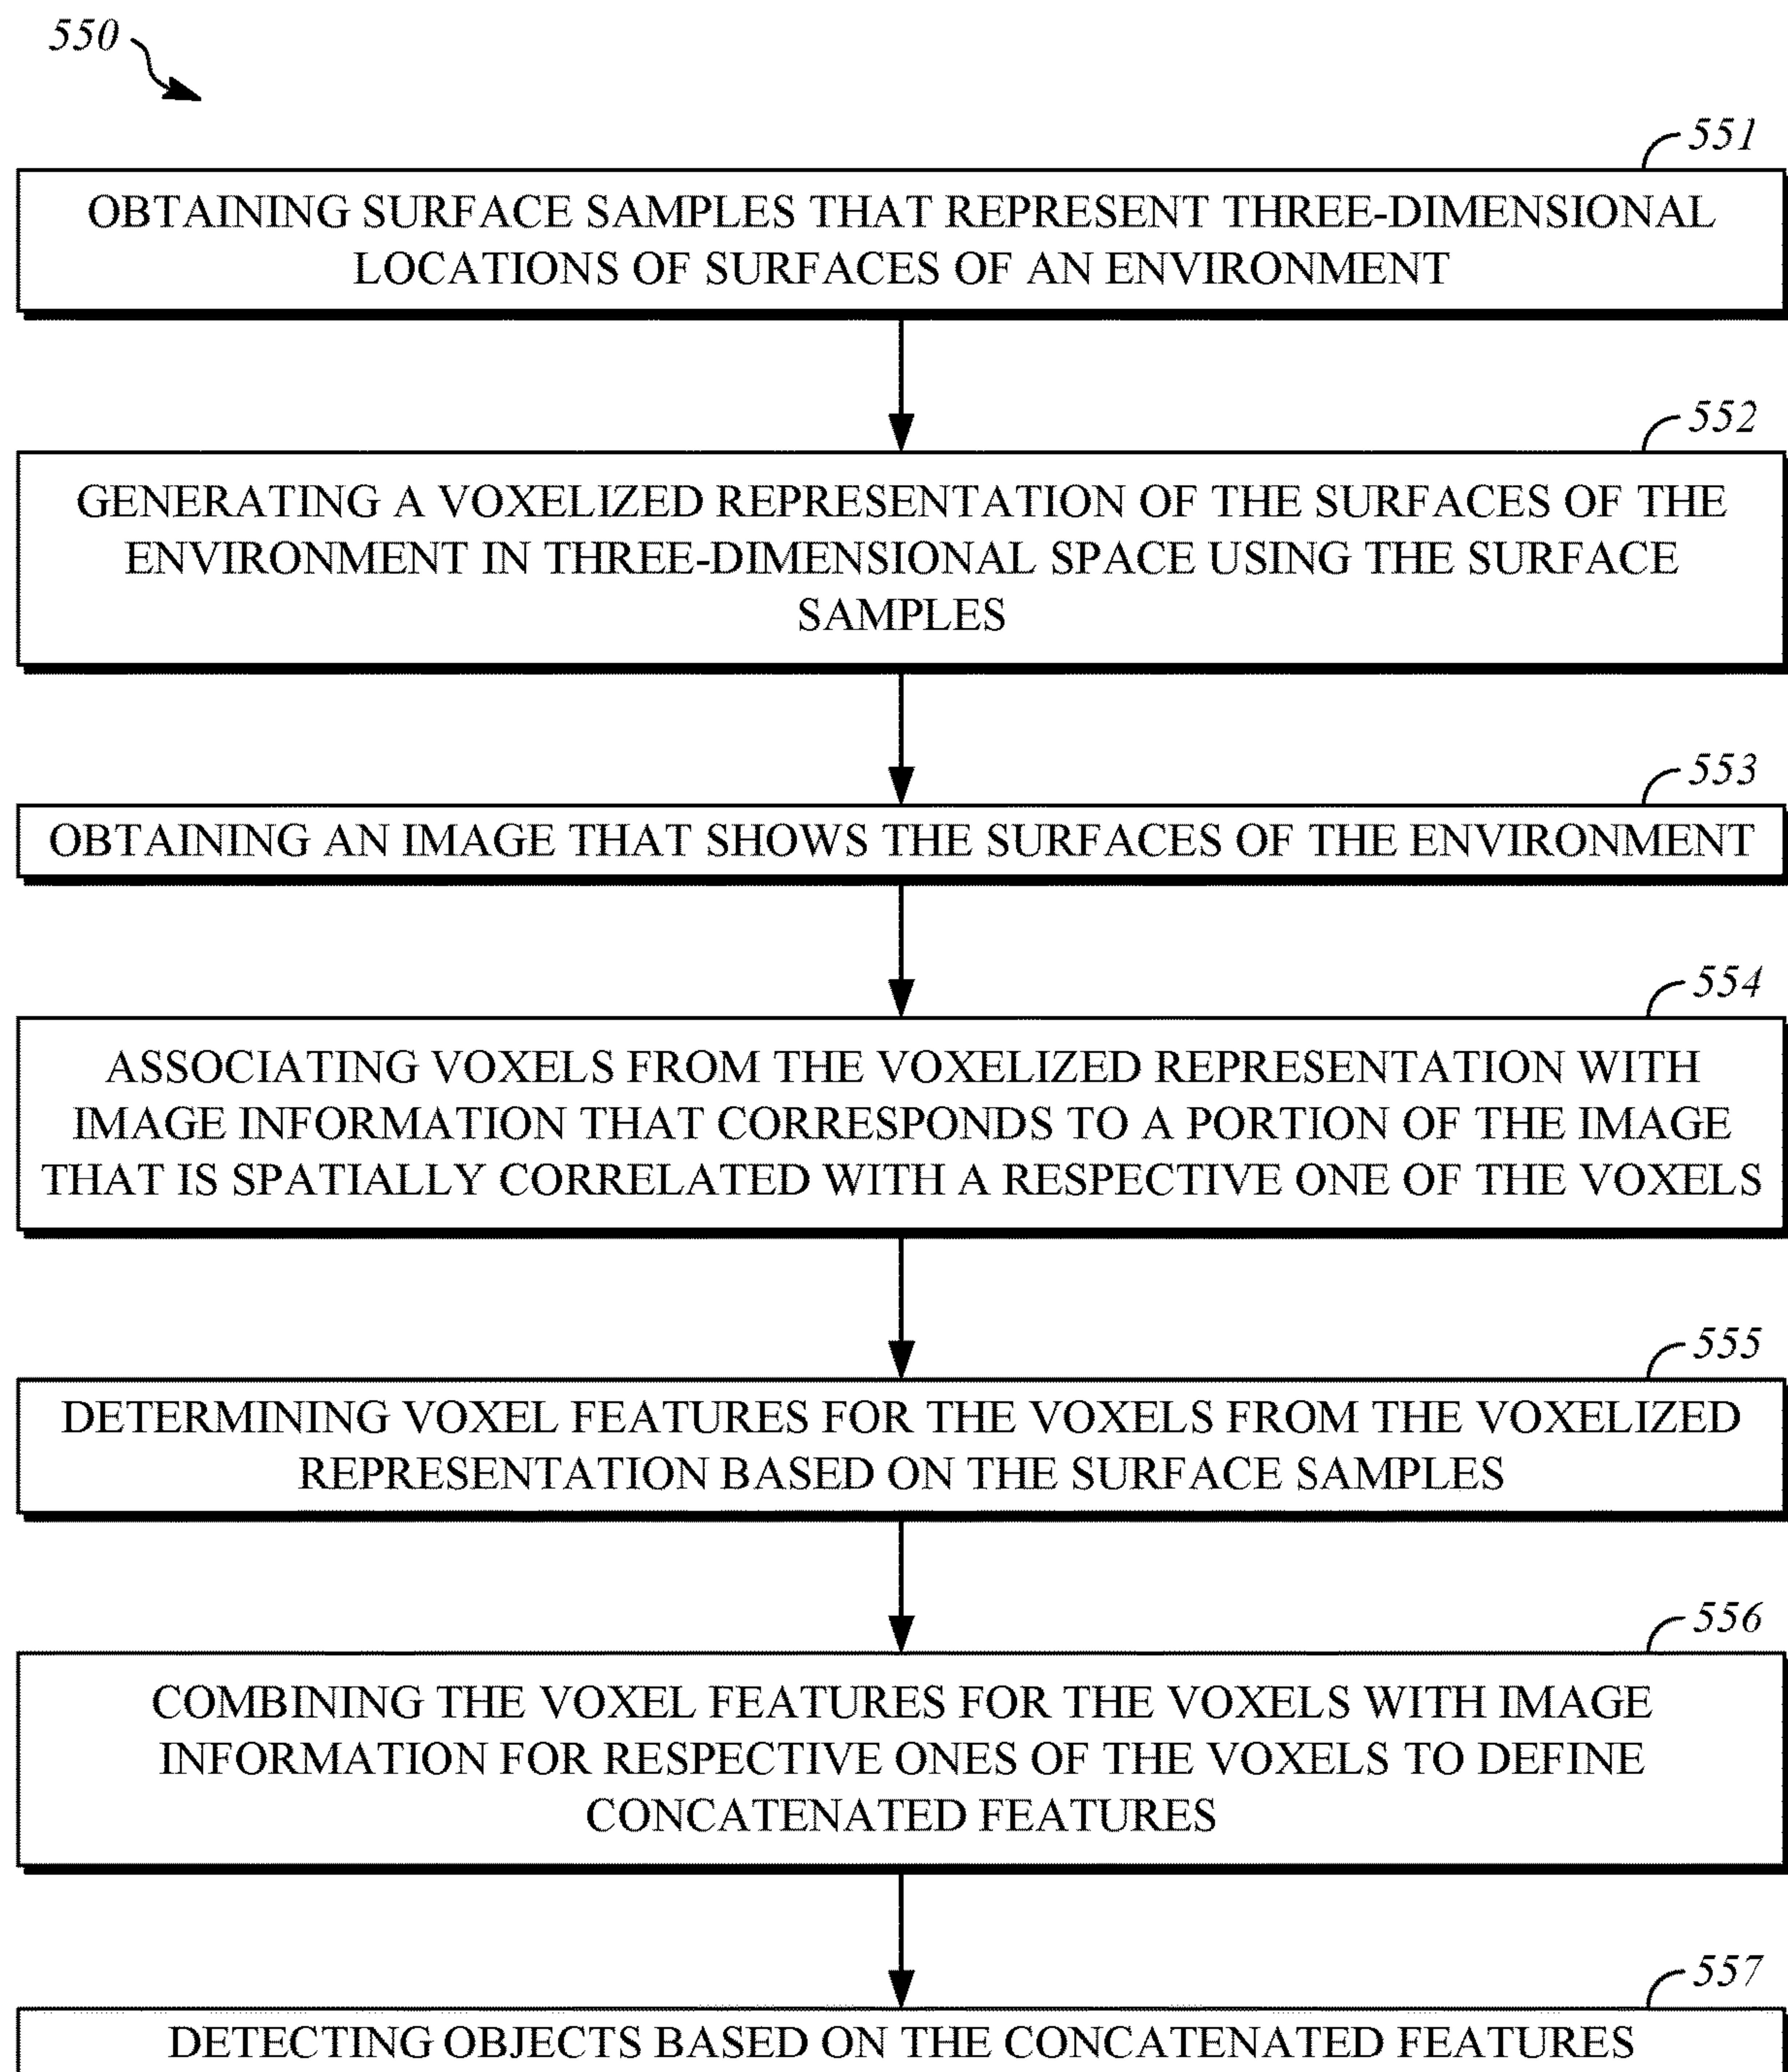 550
551
OBTAINING SURFACE SAMPLES THAT REPRESENT THREE-DIMENSIONAL
LOCATIONS OF SURFACES OF AN ENVIRONMENT
552
GENERATING A VOXELIZED REPRESENTATION OF THE SURFACES OF THE
ENVIRONMENT IN THREE-DIMENSIONAL SPACE USING THE SURFACE
SAMPLES
553
OBTAINING AN IMAGE THAT SHOWS THE SURFACES OF THE ENVIRONMENT
554
ASSOCIATING VOXELS FROM THE VOXELIZED REPRESENTATION WITH
IMAGE INFORMATION THAT CORRESPONDS TO A PORTION OF THE IMAGE
THAT IS SPATIALLY CORRELATED WITH A RESPECTIVE ONE OF THE VOXELS
555
DETERMINING VOXEL FEATURES FOR THE VOXELS FROM THE VOXELIZED
REPRESENTATION BASED ON THE SURFACE SAMPLES
556
COMBINING THE VOXEL FEATURES FOR THE VOXELS WITH IMAGE
INFORMATION FOR RESPECTIVE ONES OF THE VOXELS TO DEFINE
CONCATENATED FEATURES
557
DETECTING OBJECTS BASED ON THE CONCATENATED FEATURES